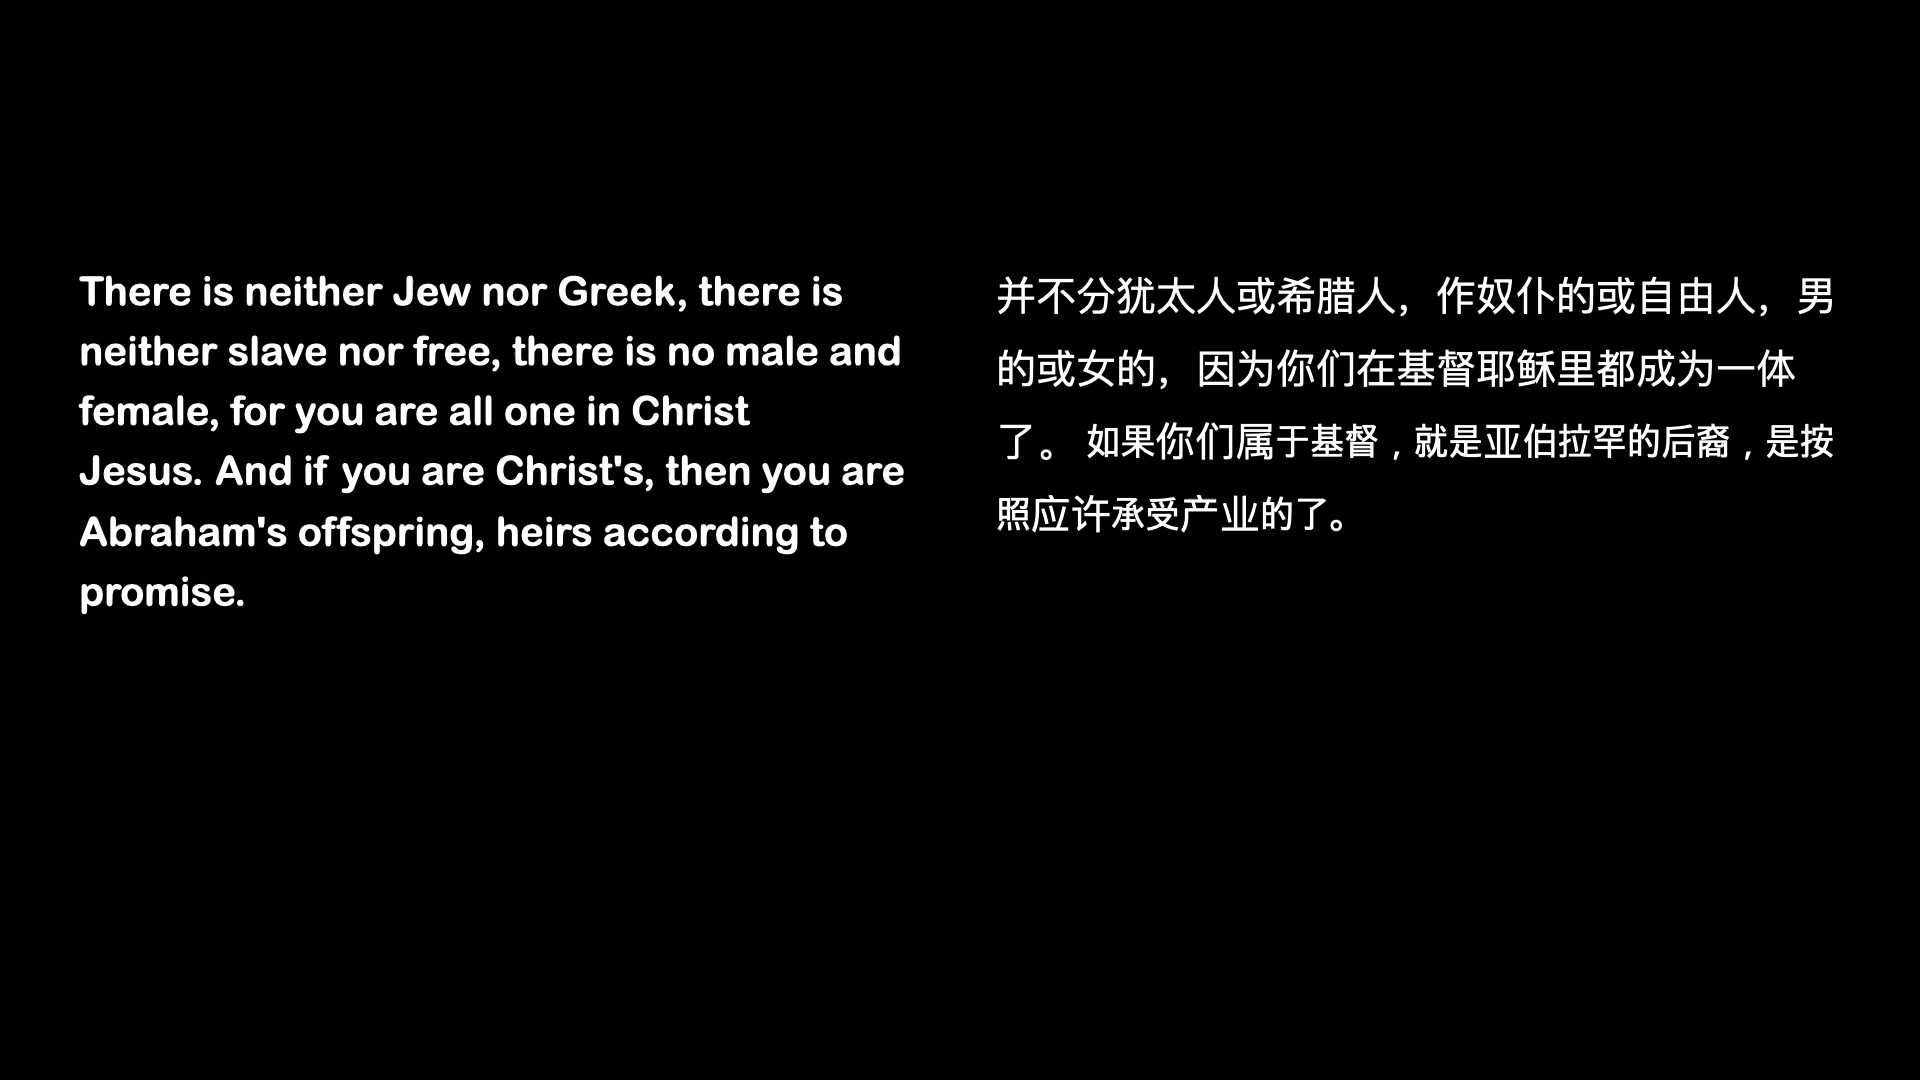 There is neither Jew nor Greek, there is
neither slave nor free, there is no male and
female, for you are all one in Christ
Jesus. And if you are Christ's, then you are
Abraham's offspring, heirs according to
promise.
并不分犹太人或希腊人，作奴仆的或自由人，男
的或女的，因为你们在基督耶稣里都成为一体
了。 如果你们属于基督，就是亚伯拉罕的后裔，是按
照应许承受产业的了。